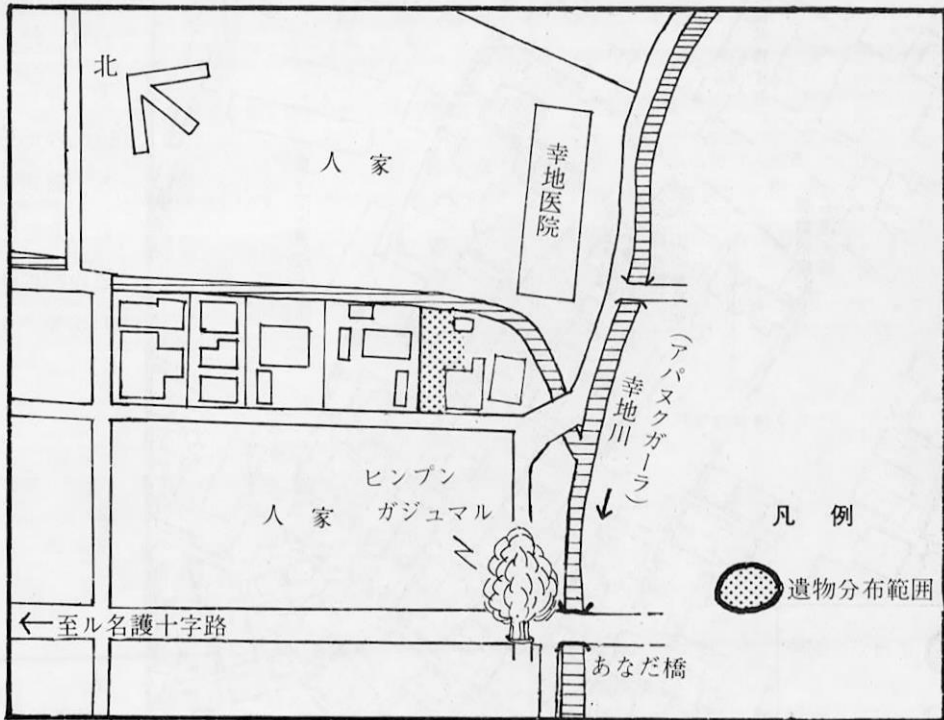 北
人家
幸地医院
(アパヌクガーラ)
幸地川
ヒンプン
ガジュマル
人家
凡例
遺物分布範囲
←至ル名護十字路
あなだ橋